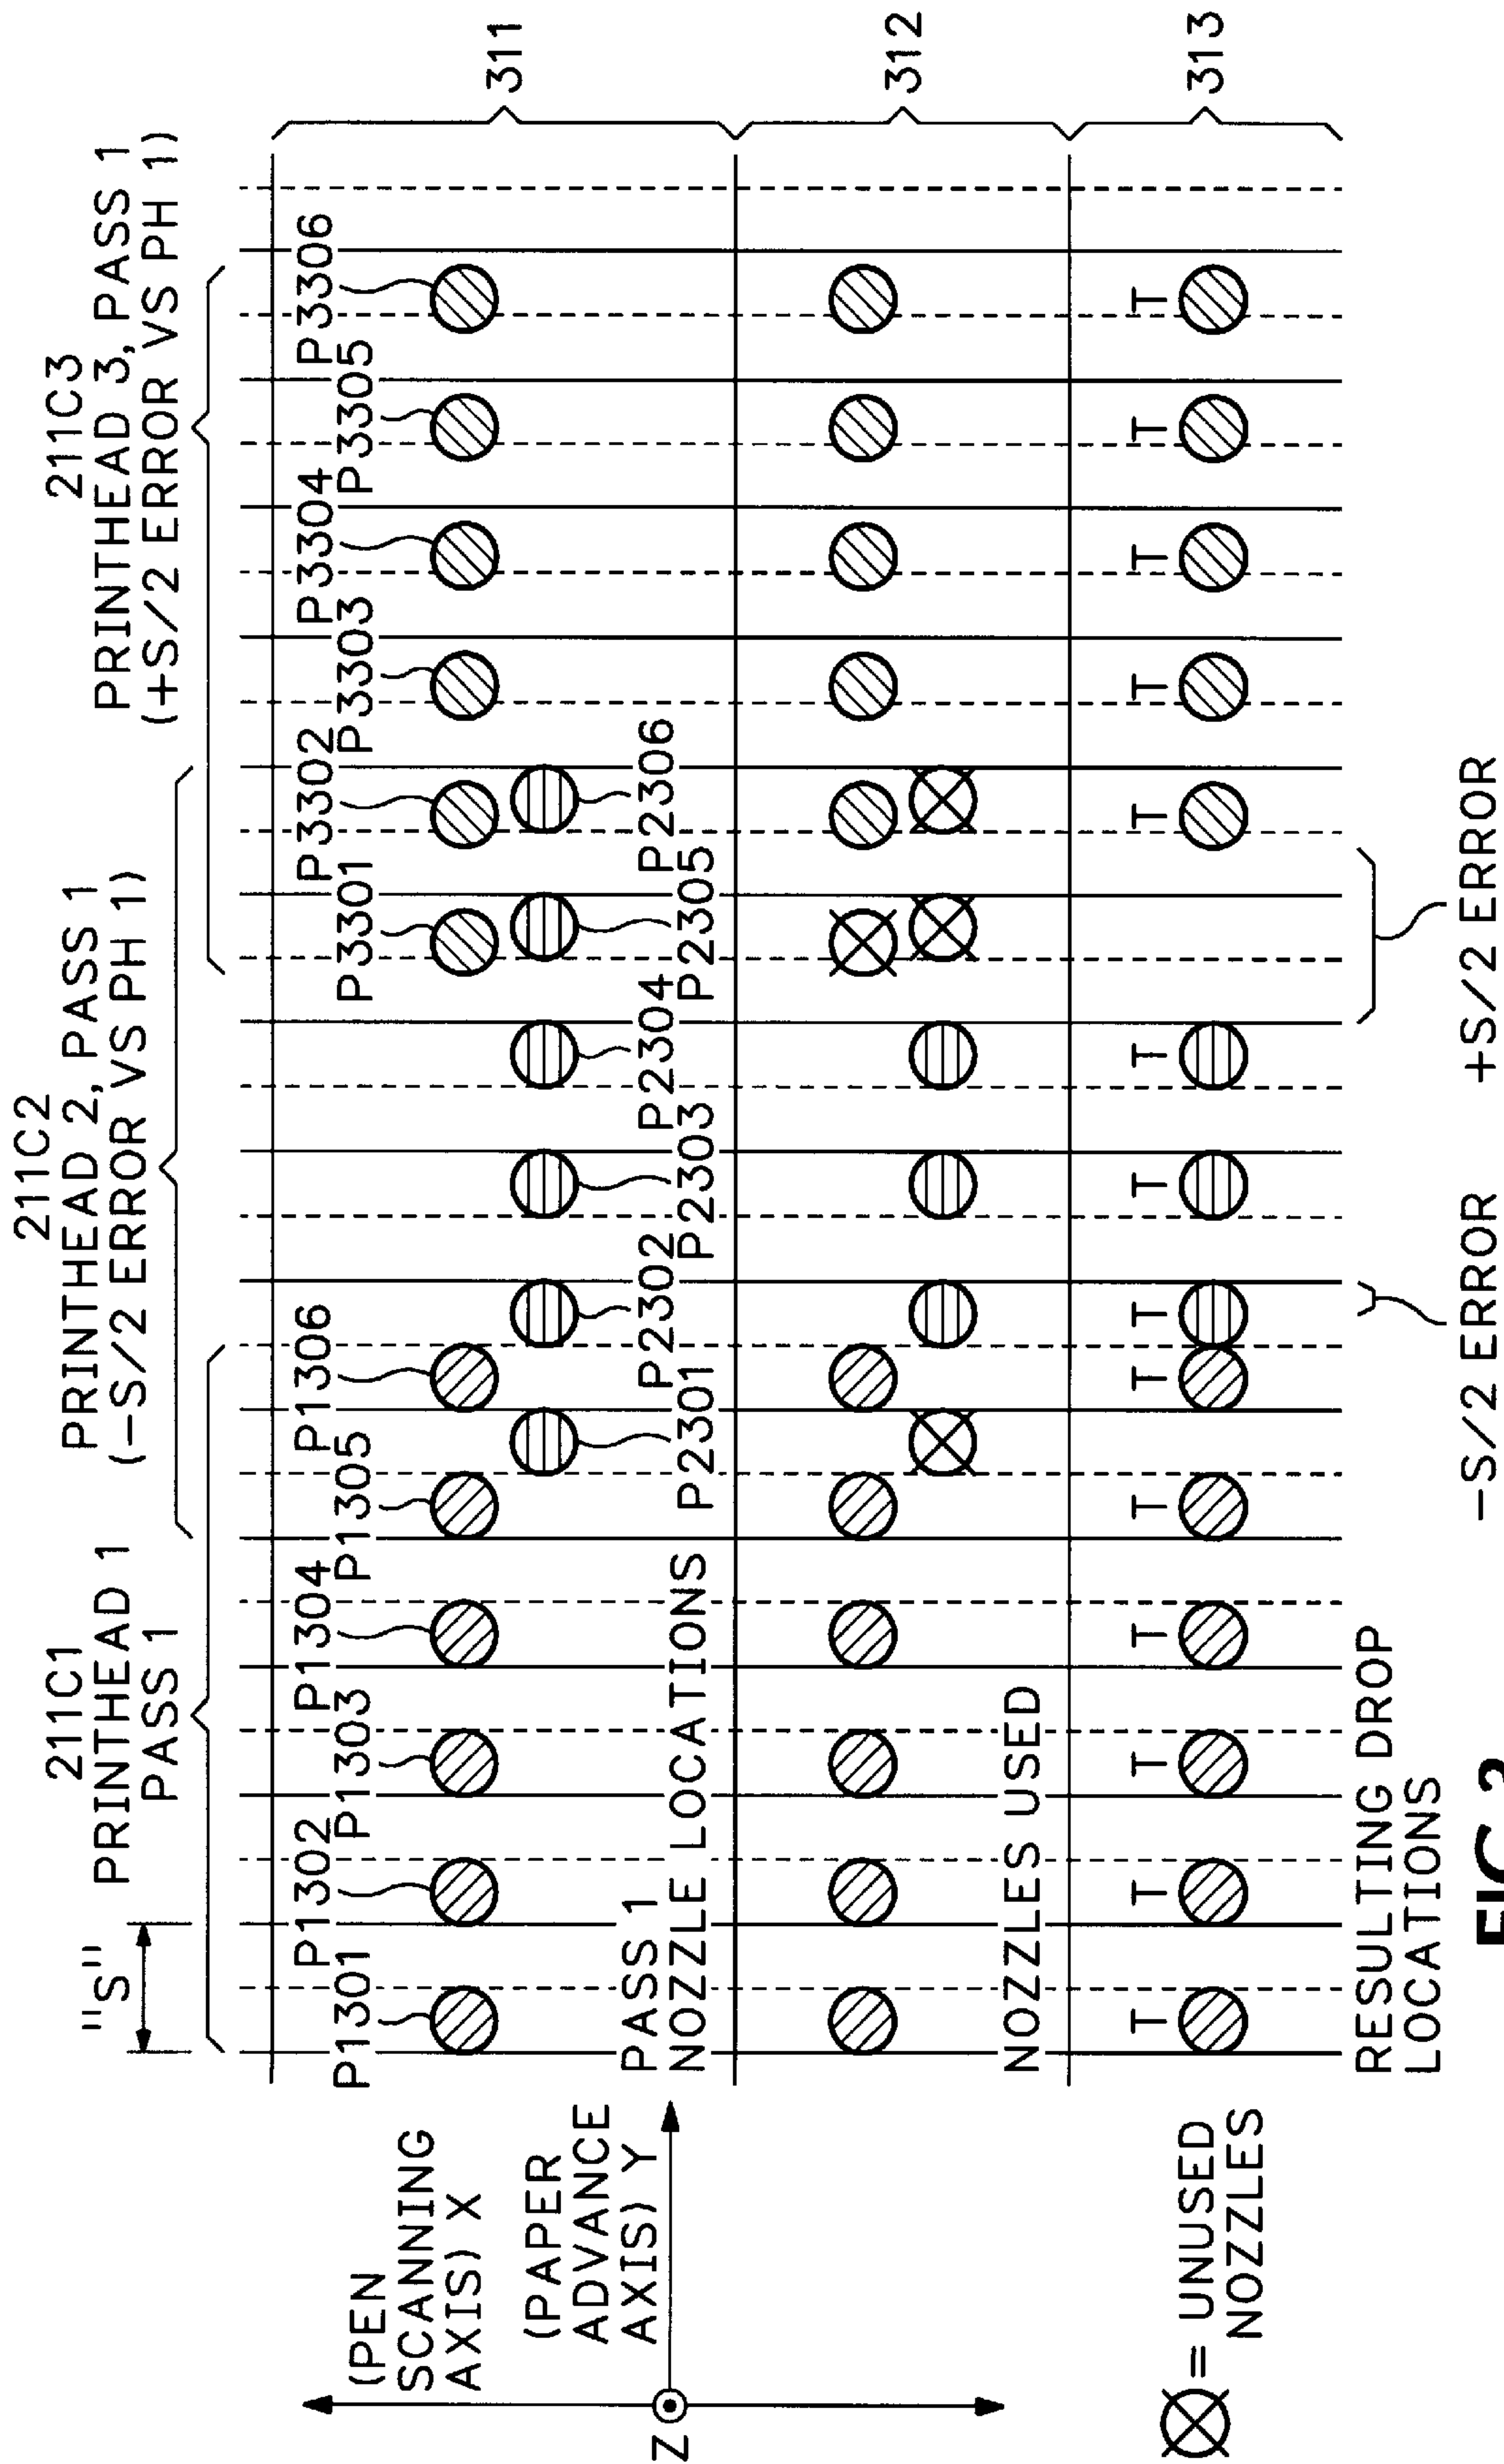 "S"
211C1
PRINTHEAD 1
PASS 1
211C2
PRINTHEAD 2, PASS 1
(−S/2 ERROR VS PH 1)
211C3
PRINTHEAD 3, PASS 1
(+S/2 ERROR VS PH 1)
P1301
P1302
P1303
P1304
P1305
P1306
P3301
P3302
P3303
P3304
P3305
P3306
P2301
P2302
P2303
P2304
P2305
P2306
311
(PEN
SCANNING
AXIS) X
(PAPER
ADVANCE
AXIS) Y
Z
PASS 1
NOZZLE LOCATIONS
312
NOZZLES USED
T T T T T T T T T T T T T T
313
= UNUSED
NOZZLES
RESULTING DROP
LOCATIONS
−S/2 ERROR
+S/2 ERROR